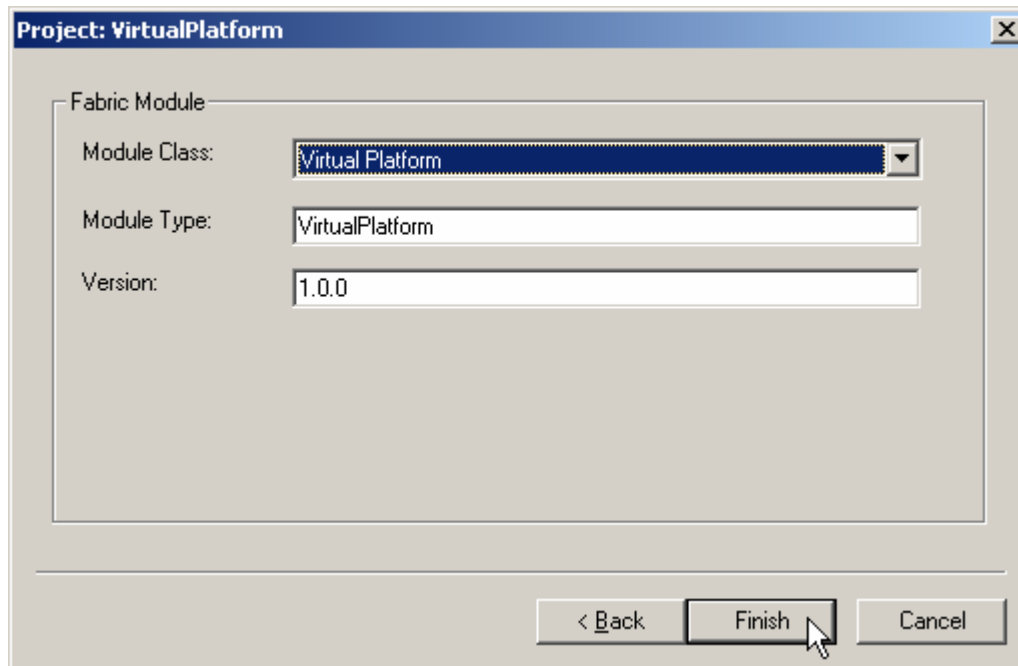 Project: VirtualPlatform
Fabric Module
Module Class:
Virtual Platform
Module Type:
VirtualPlatform
Version:
1.0.0
< Back
Finish
Cancel